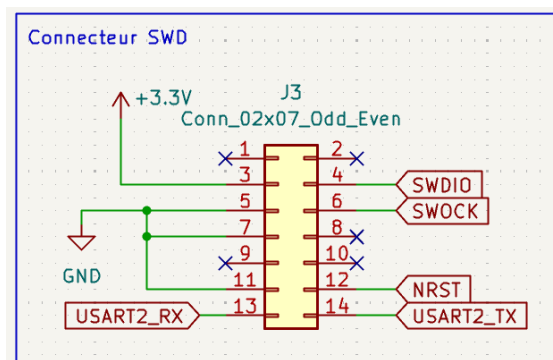 Connecteur SWD
+3.3V
J3
Conn_02x07_Odd_Even
1 2
3 4 SWDIO
5 6 SWOCK
7 8
GND
9 10
11 12 NRST
USART2_RX 13 14 USART2_TX